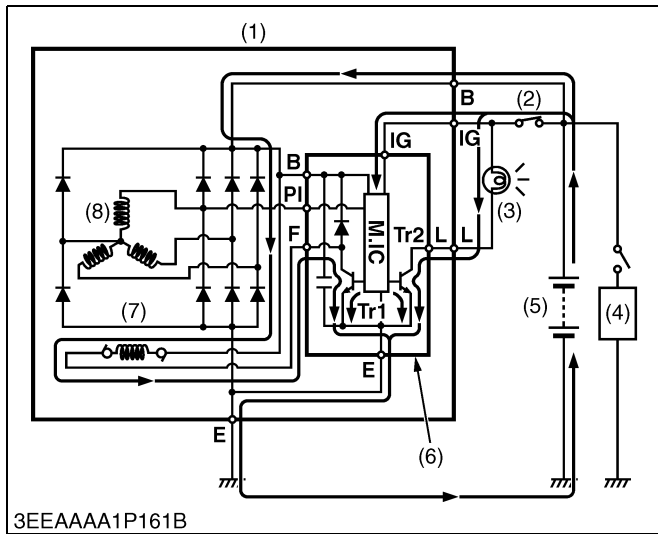 (1)
B
(2)
IG
IG
B
(8)
PI
(3)
M.IC
F
Tr2
L
L
(7)
Tr1
(5)
(4)
E
E
(6)
3EEAAAA1P161B